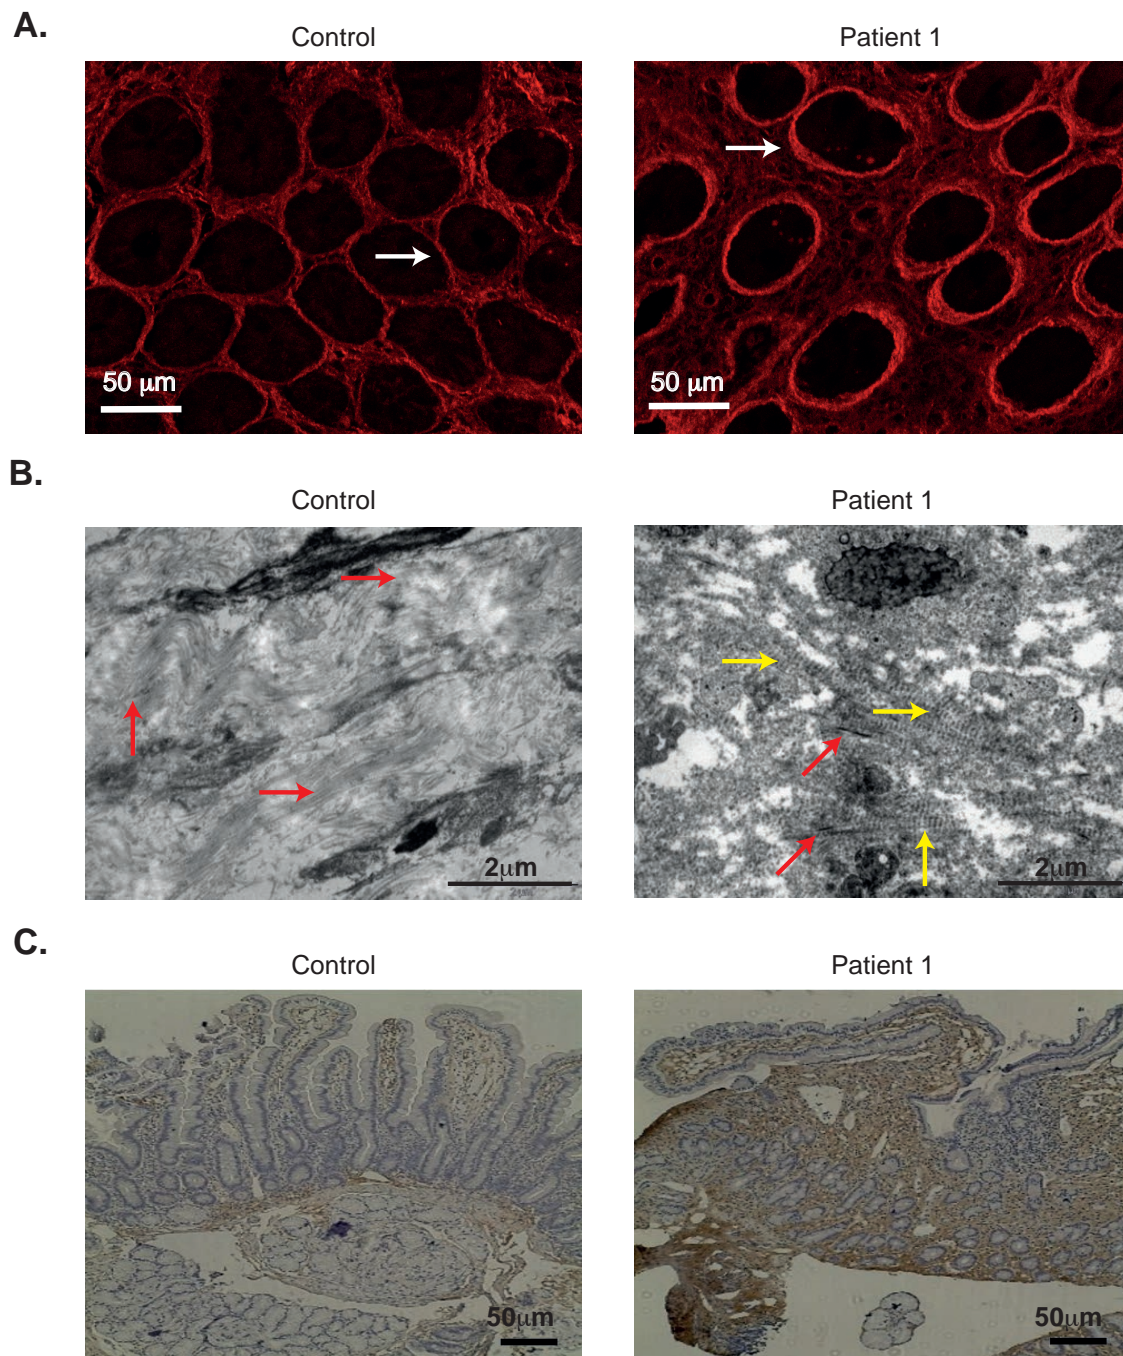 A.
Control
Patient 1
50 μm
50 μm
B.
Control
Patient 1
2μm
2μm
C.
Control
Patient 1
50μm
50μm